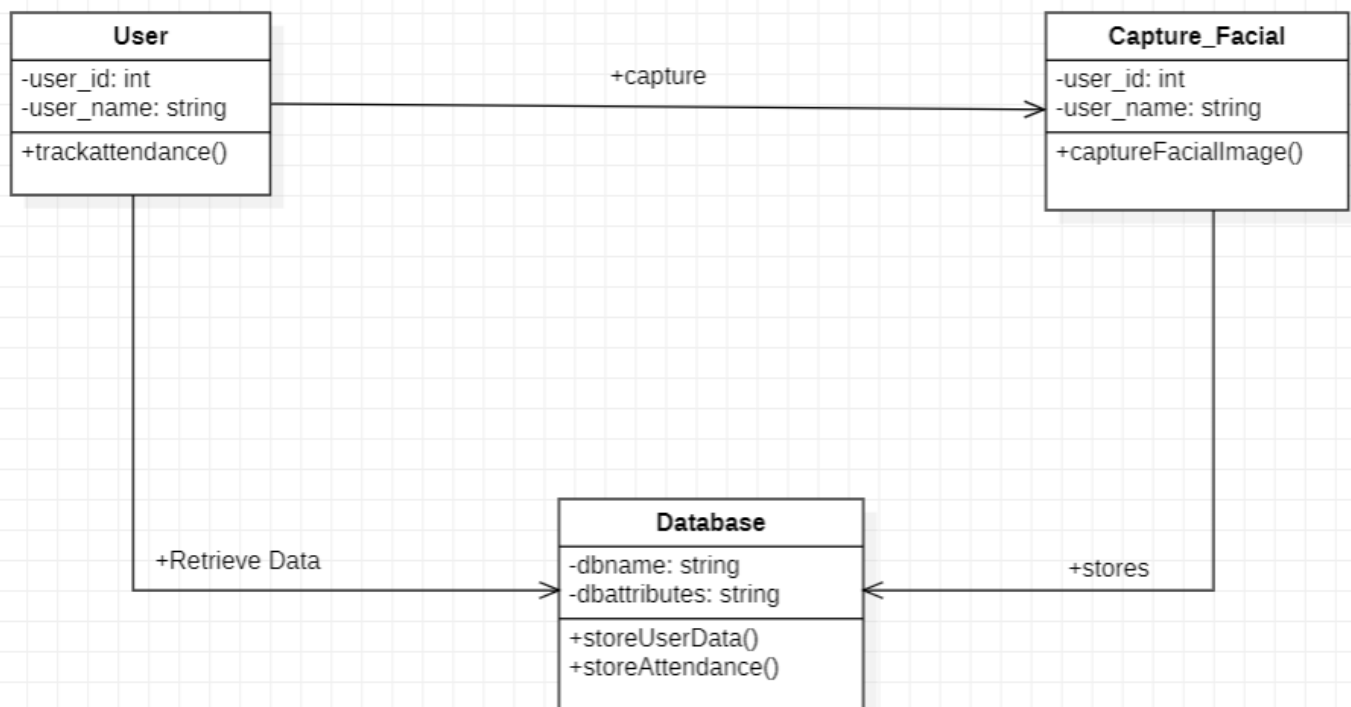 User
-user_id: int
-user_name: string
+trackattendance()
+capture
Capture_Facial
-user_id: int
-user_name: string
+captureFacialImage()
+Retrieve Data
Database
-dbname: string
-dbattributes: string
+storeUserData()
+storeAttendance()
+stores